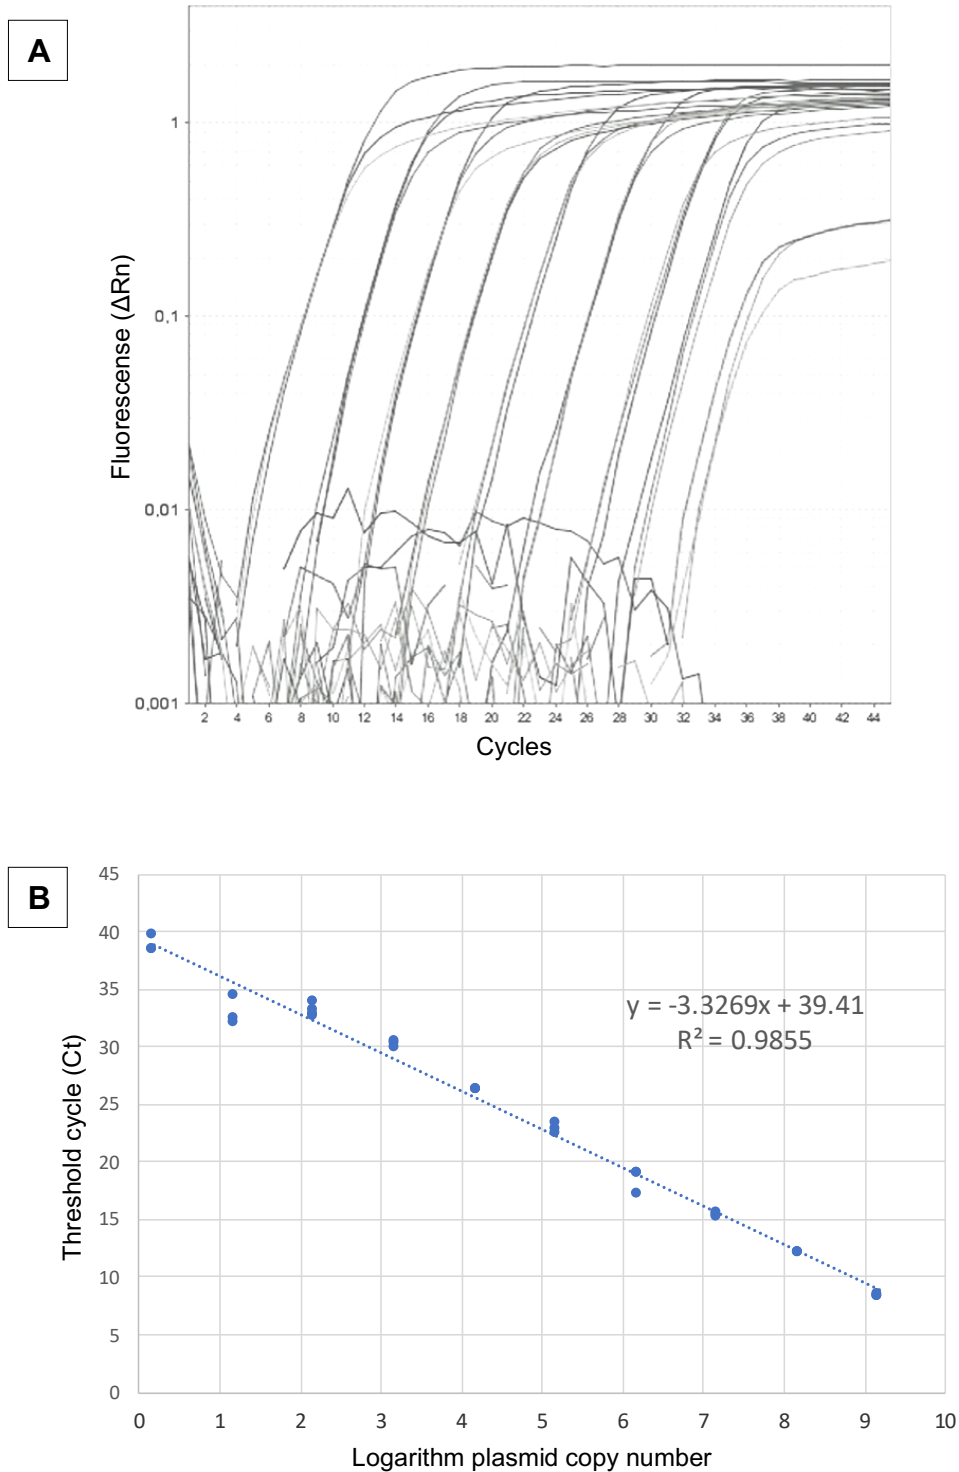 A
Fluorescense (ΔRn)
1
0,1
0,01
0,001
2 4 6 8 10 12 14 16 18 20 22 24 26 28 30 32 34 36 38 40 42 44
Cycles
B
Threshold cycle (Ct)
45
40
35
30
25
20
15
10
5
0
y = -3.3269x + 39.41
R² = 0.9855
0 1 2 3 4 5 6 7 8 9 10
Logarithm plasmid copy number